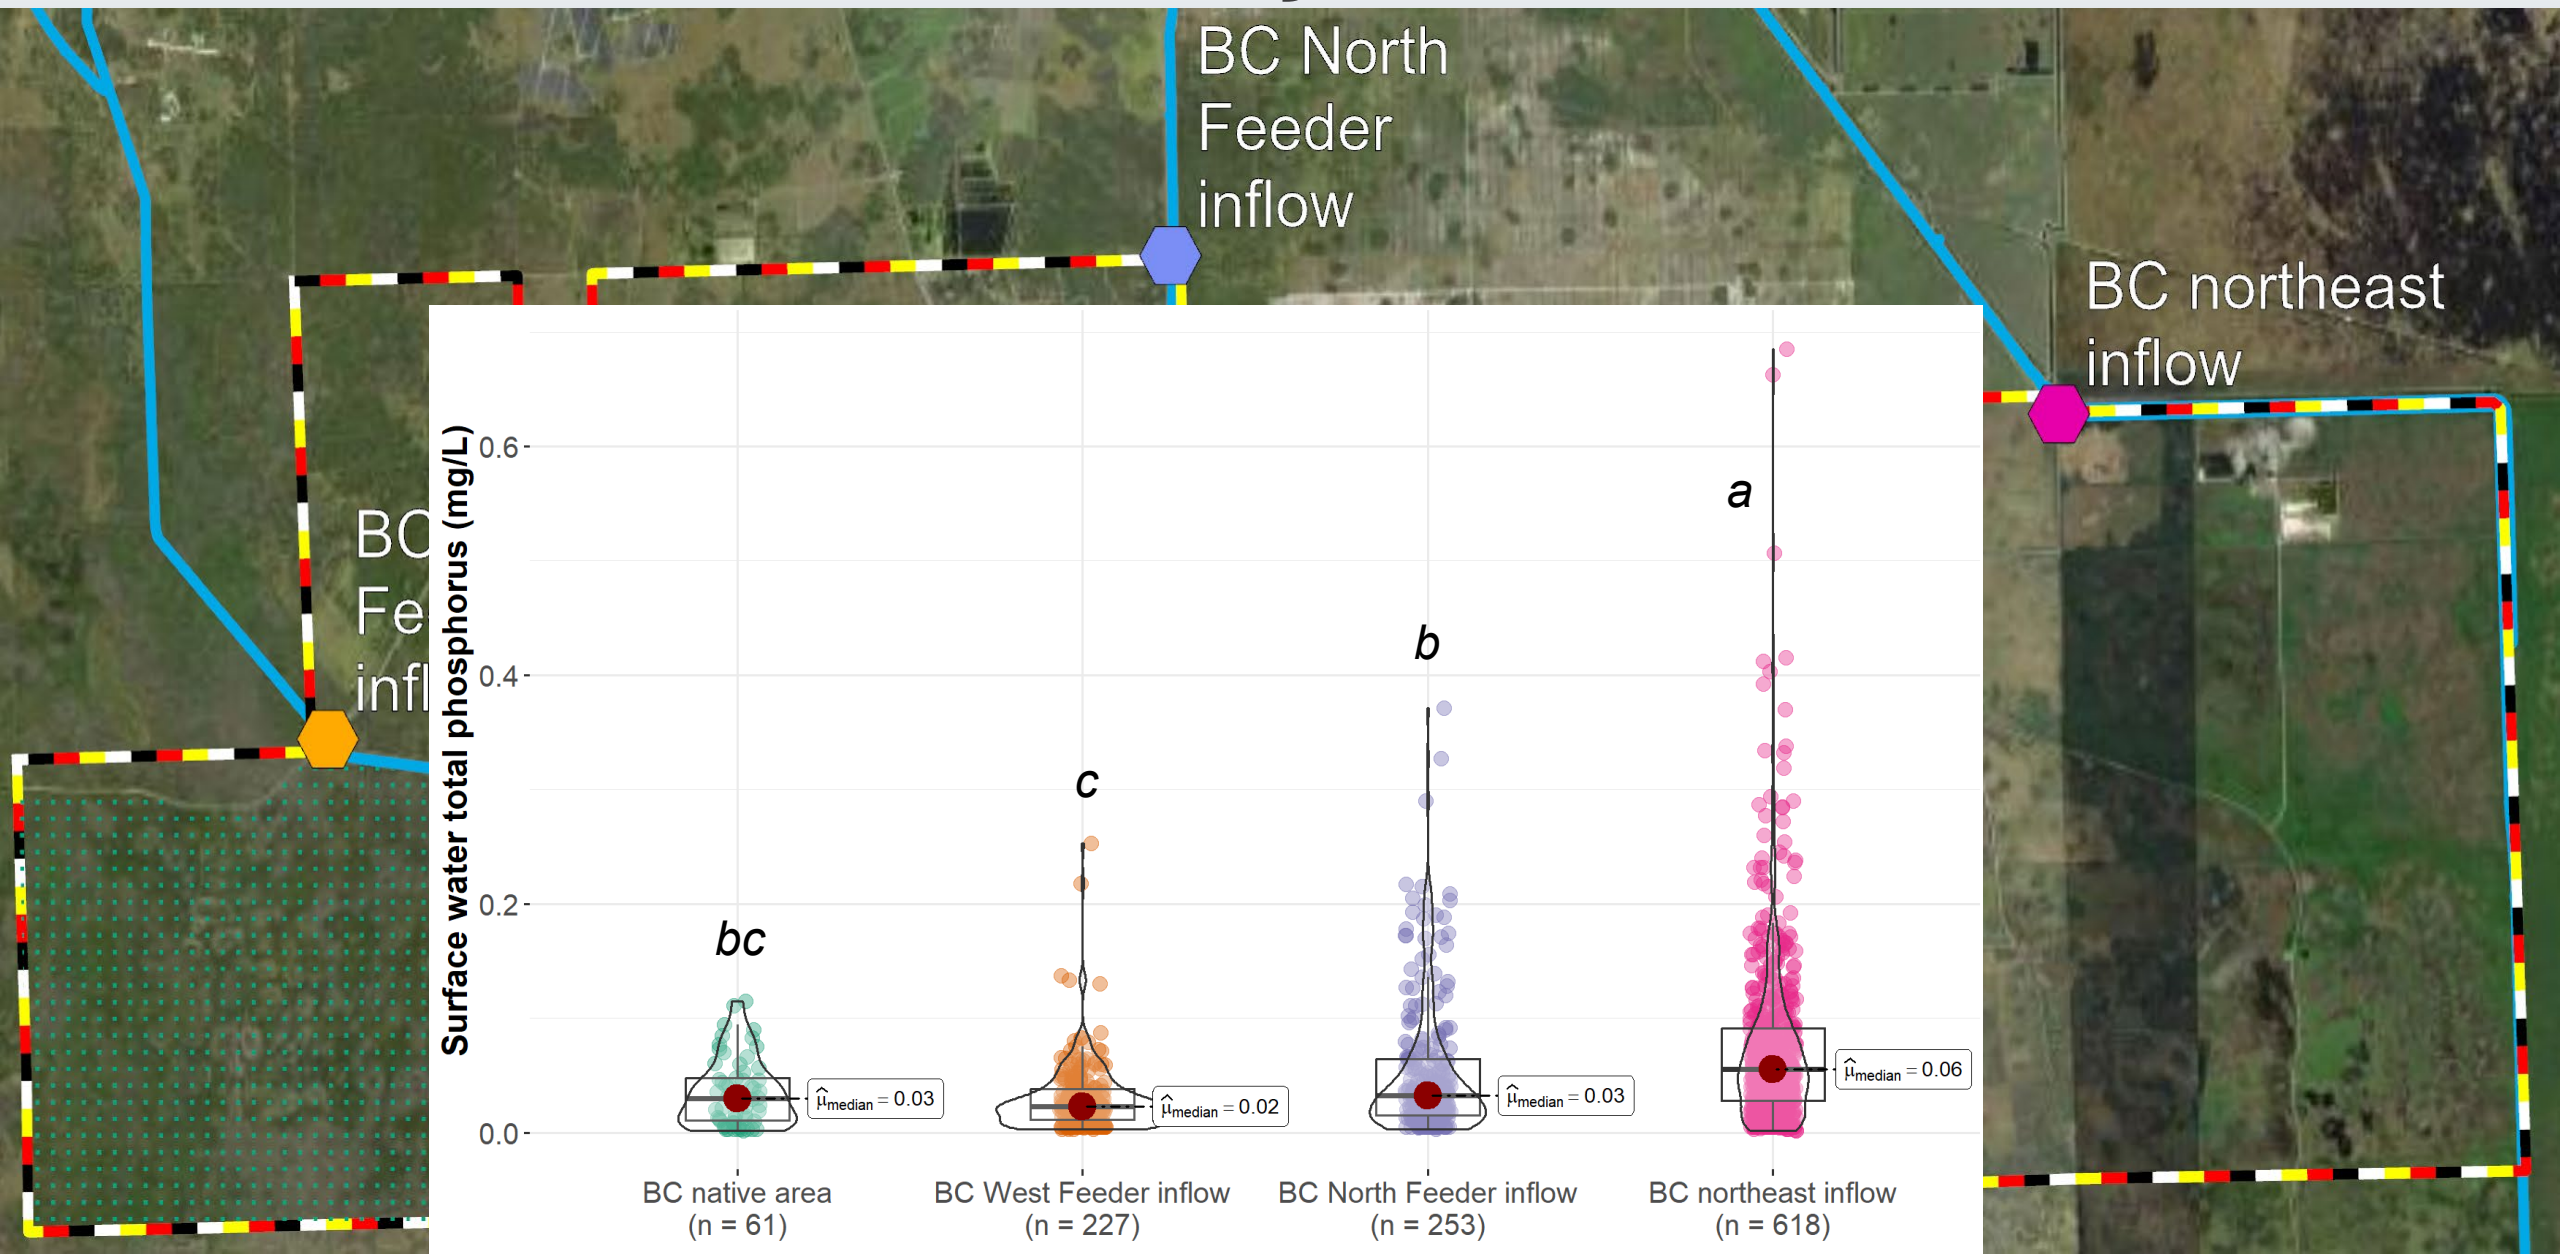 BC North
Feeder
inflow
BC northeast
inflow
BC
Fe
infl
Surface water total phosphorus (mg/L)
0.6
0.4
0.2
0.0
a
b
c
bc
μ̂median = 0.03
μ̂median = 0.02
μ̂median = 0.03
μ̂median = 0.06
BC native area
(n = 61)
BC West Feeder inflow
(n = 227)
BC North Feeder inflow
(n = 253)
BC northeast inflow
(n = 618)